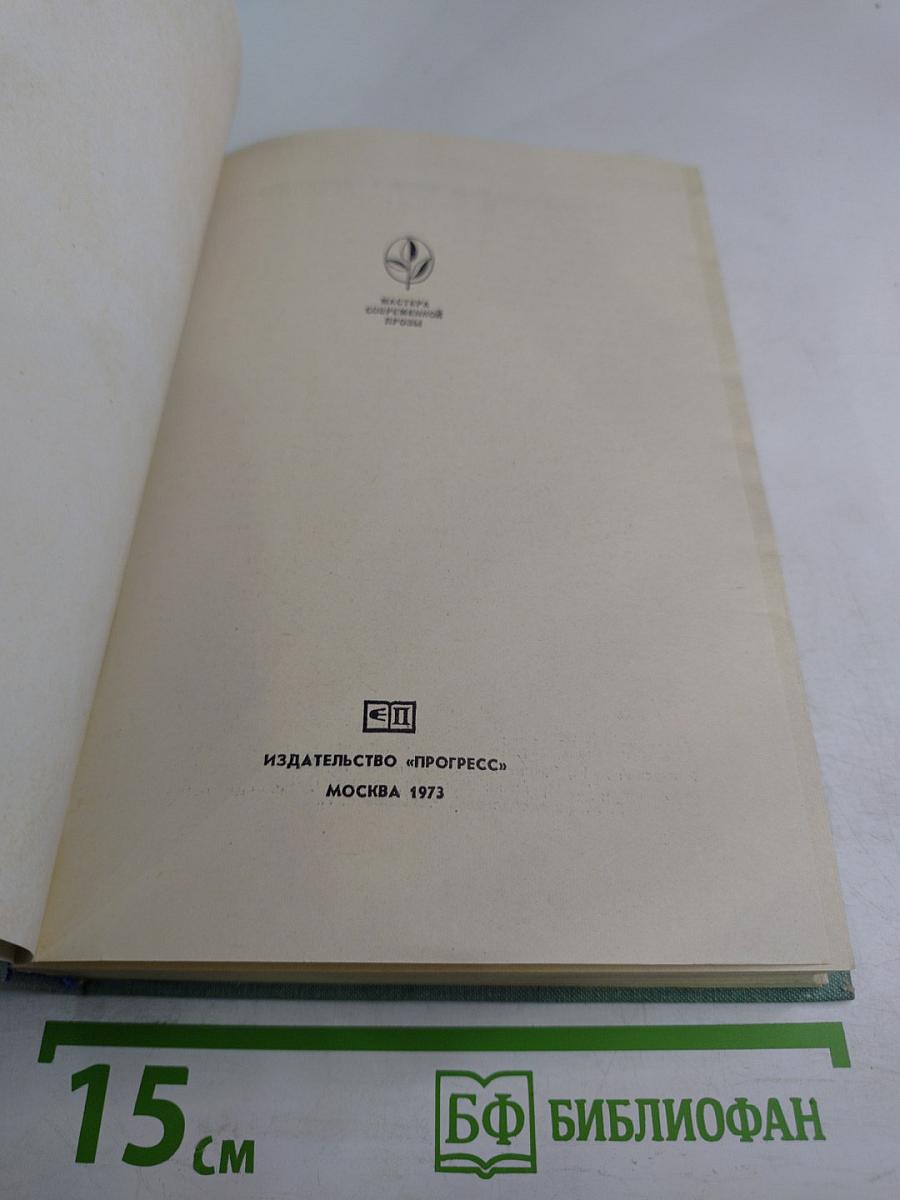 МАСТЕРА
СОВРЕМЕННОЙ
ПРОЗЫ
П
ИЗДАТЕЛЬСТВО «ПРОГРЕСС»
МОСКВА 1973
15 см
БФ БИБЛИОФАН